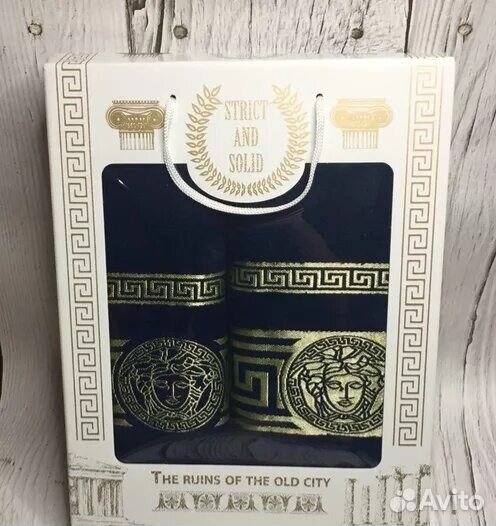 STRICT
AND
SOLID
THE RUINS OF THE OLD CITY
Avito